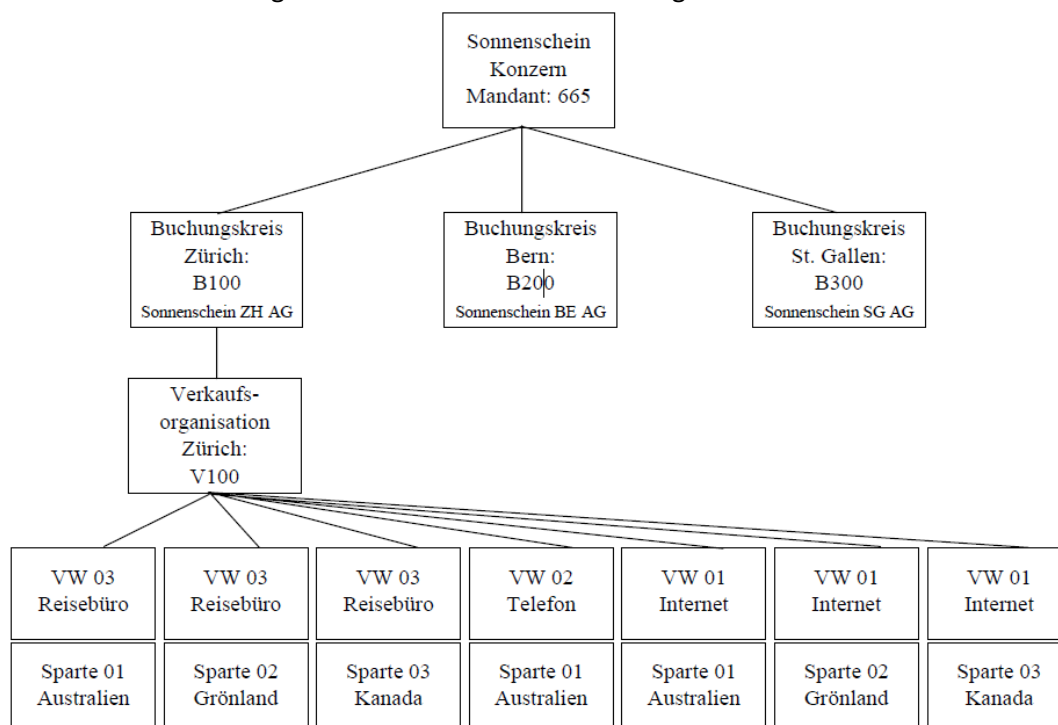 Sonnenschein
Konzern
Mandant: 665
Buchungskreis
Zürich:
B100
Sonnenschein ZH AG
Buchungskreis
Bern:
B200
Sonnenschein BE AG
Buchungskreis
St. Gallen:
B300
Sonnenschein SG AG
Verkaufs-
organisation
Zürich:
V100
VW 03
Reisebüro
VW 03
Reisebüro
VW 03
Reisebüro
VW 02
Telefon
VW 01
Internet
VW 01
Internet
VW 01
Internet
Sparte 01
Australien
Sparte 02
Grönland
Sparte 03
Kanada
Sparte 01
Australien
Sparte 01
Australien
Sparte 02
Grönland
Sparte 03
Kanada